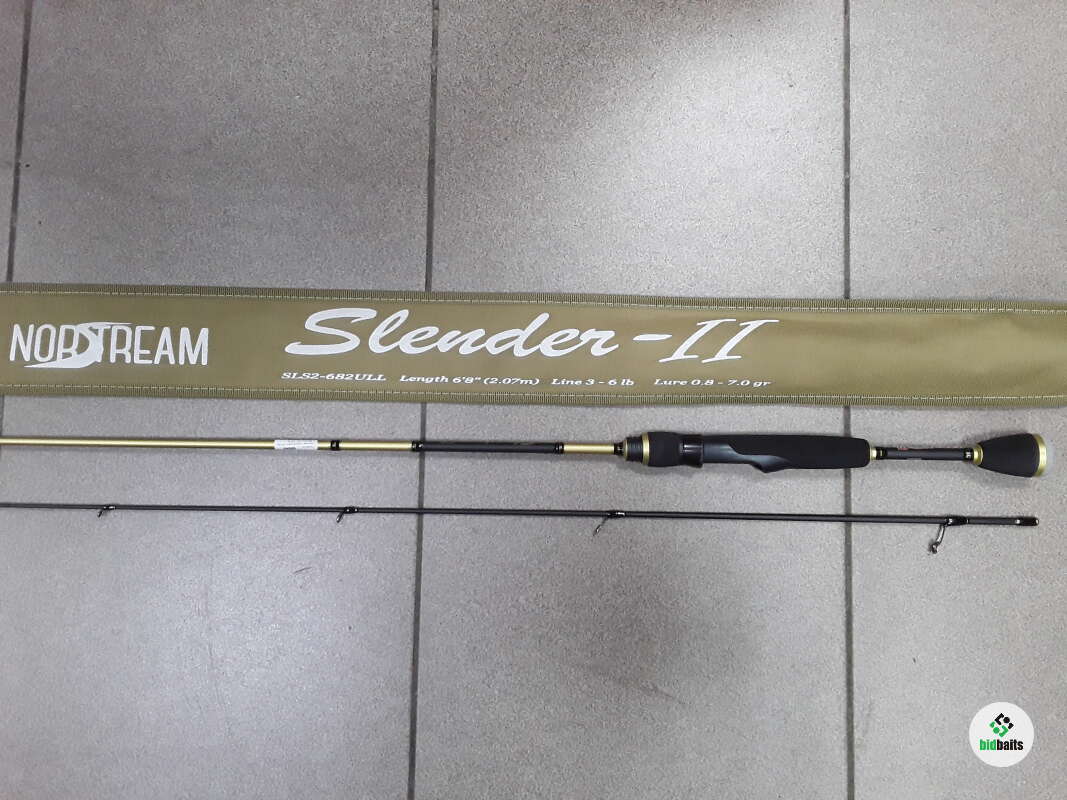 NORSTREAM
Slender-II
SLS2-682ULL Length 6'8" (2.07m) Line 3 - 6 lb Lure 0.8 - 7.0 gr
bidbaits